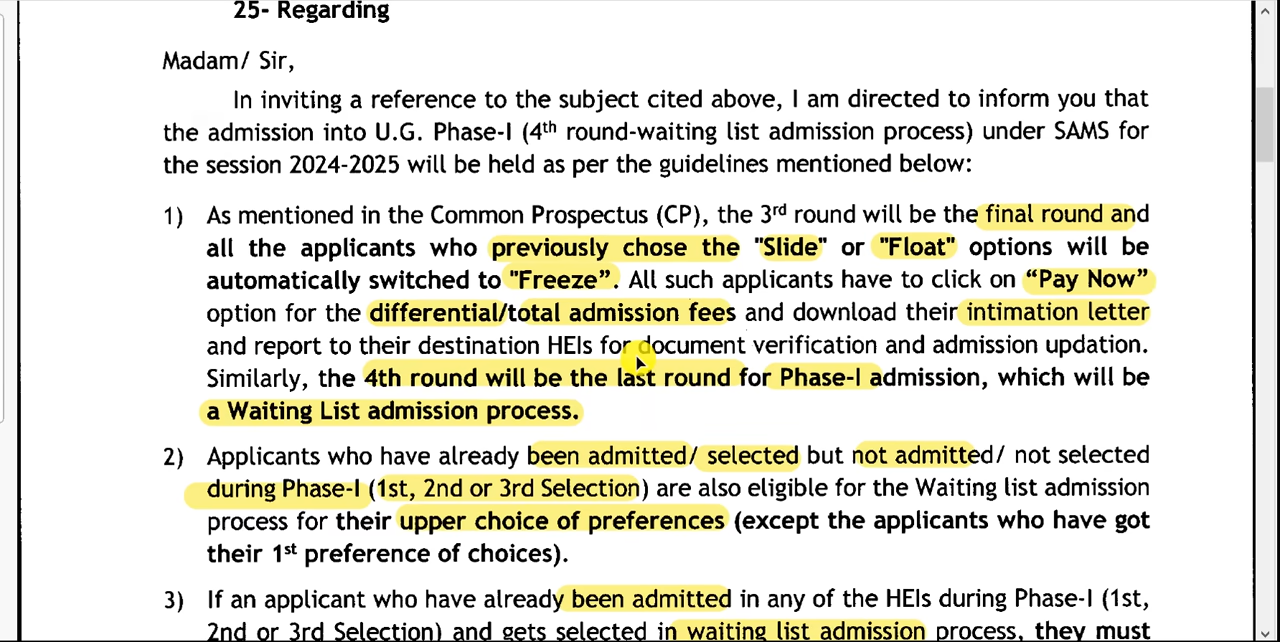 25- Regarding
Madam/ Sir,
In inviting a reference to the subject cited above, I am directed to inform you that
the admission into U.G. Phase-I (4th round-waiting list admission process) under SAMS for
the session 2024-2025 will be held as per the guidelines mentioned below:
1) As mentioned in the Common Prospectus (CP), the 3rd round will be the final round and
all the applicants who previously chose the "Slide" or "Float" options will be
automatically switched to "Freeze". All such applicants have to click on “Pay Now”
option for the differential/total admission fees and download their intimation letter
and report to their destination HEIs for document verification and admission updation.
Similarly, the 4th round will be the last round for Phase-I admission, which will be
a Waiting List admission process.
2) Applicants who have already been admitted/ selected but not admitted/ not selected
during Phase-I (1st, 2nd or 3rd Selection) are also eligible for the Waiting list admission
process for their upper choice of preferences (except the applicants who have got
their 1st preference of choices).
3) If an applicant who have already been admitted in any of the HEIs during Phase-I (1st,
2nd or 3rd Selection) and gets selected in waiting list admission process, they must